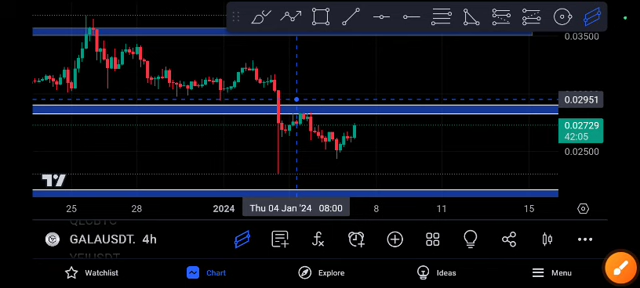 0.03500
0.02951
0.02729
42:05
0.02500
25
28
2024
Thu 04 Jan '24 08:00
8
11
15
GALAUSDT. 4h
Watchlist
Chart
Explore
Ideas
Menu